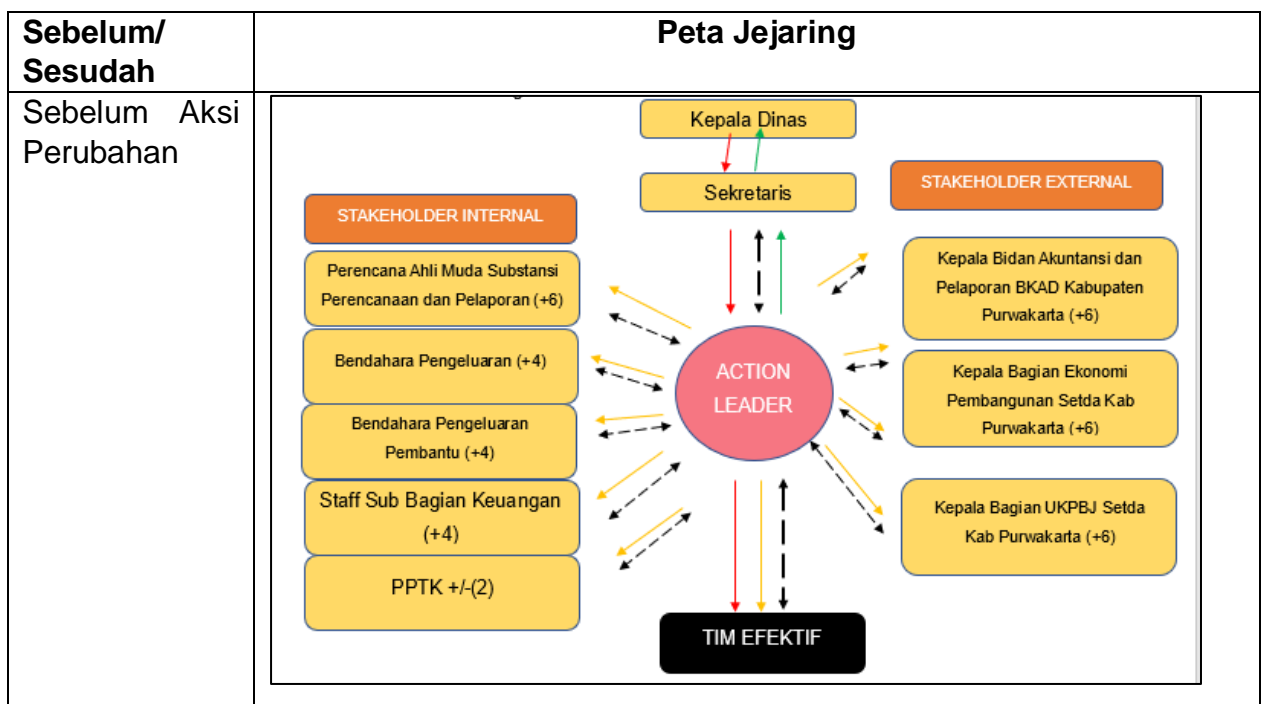 Sebelum/
Sesudah
Peta Jejaring
Sebelum Aksi
Perubahan
Kepala Dinas
Sekretaris
STAKEHOLDER INTERNAL
Perencana Ahli Muda Substansi
Perencanaan dan Pelaporan (+6)
Bendahara Pengeluaran (+4)
Bendahara Pengeluaran
Pembantu (+4)
Staff Sub Bagian Keuangan
(+4)
PPTK +/-(2)
ACTION
LEADER
TIM EFEKTIF
STAKEHOLDER EXTERNAL
Kepala Bidan Akuntansi dan
Pelaporan BKAD Kabupaten
Purwakarta (+6)
Kepala Bagian Ekonomi
Pembangunan Setda Kab
Purwakarta (+6)
Kepala Bagian UKPBJ Setda
Kab Purwakarta (+6)